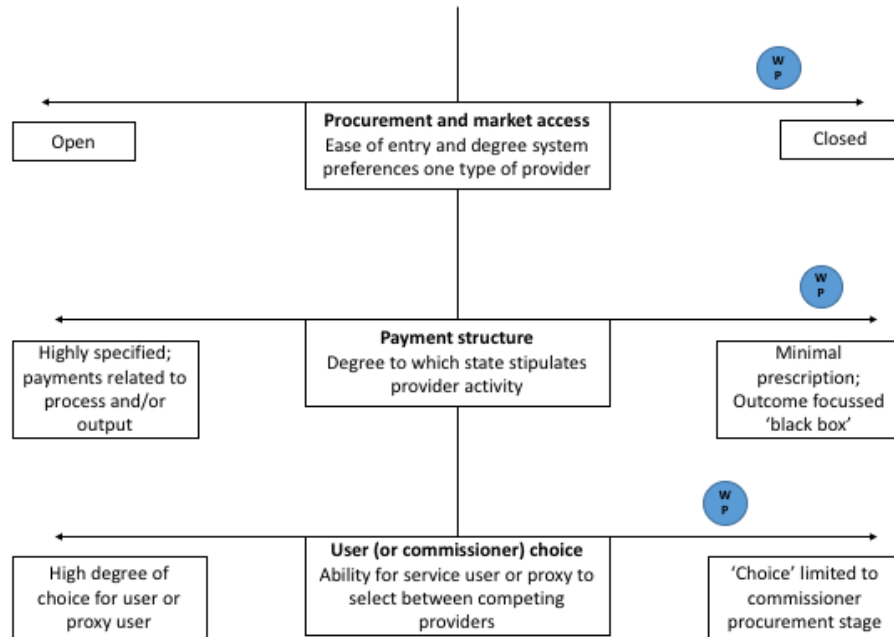 W
P
Open
Procurement and market access
Ease of entry and degree system
preferences one type of provider
Closed
W
P
Highly specified;
payments related to
process and/or
output
Payment structure
Degree to which state stipulates
provider activity
Minimal
prescription;
Outcome focussed
‘black box’
W
P
High degree of
choice for user or
proxy user
User (or commissioner) choice
Ability for service user or proxy to
select between competing
providers
‘Choice’ limited to
commissioner
procurement stage